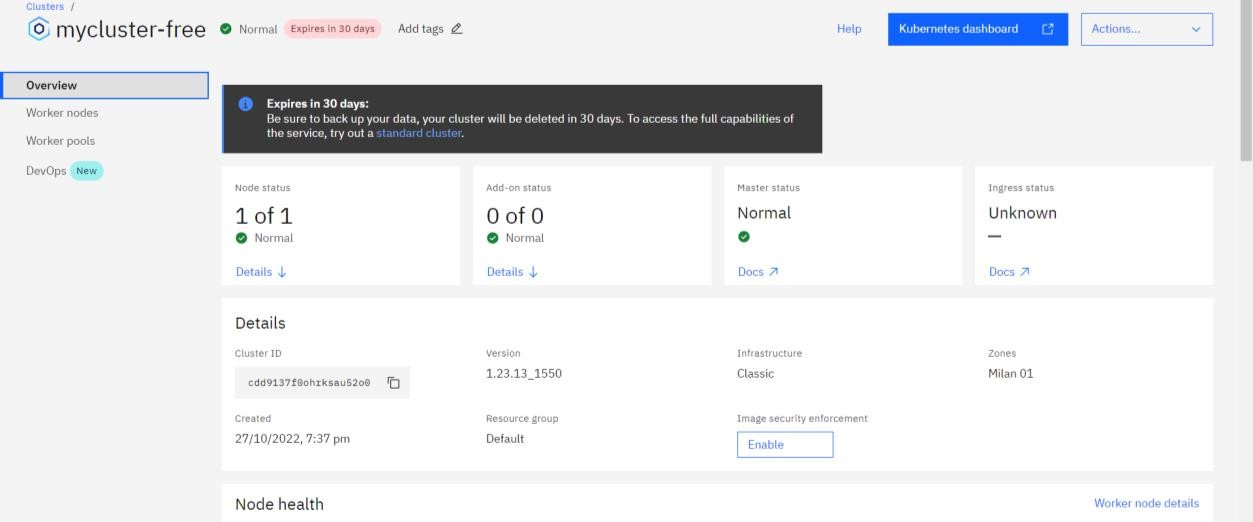 Clusters /
mycluster-free Normal Expires in 30 days Add tags Help Kubernetes dashboard Actions...
Overview
Worker nodes
Worker pools
DevOps New
Expires in 30 days:
Be sure to back up your data, your cluster will be deleted in 30 days. To access the full capabilities of
the service, try out a standard cluster.
Node status
1 of 1
Normal
Details
Add-on status
0 of 0
Normal
Details
Master status
Normal
Docs
Ingress status
Unknown
—
Docs
Details
Cluster ID
cdd9137f0ohrksau52o0
Version
1.23.13_1550
Infrastructure
Classic
Zones
Milan 01
Created
27/10/2022, 7:37 pm
Resource group
Default
Image security enforcement
Enable
Node health
Worker node details